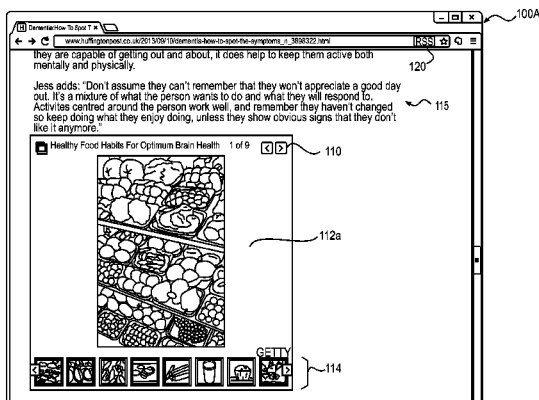 100A
Dementia:How To Spot T ×
www.huffingtonpost.co.uk/2013/09/10/dementia-how-to-spot-the-symptoms_n_3898322.html
RSS
120
they are capable of getting out and about, it does help to keep them active both
mentally and physically.
Jess adds: "Don't assume they can't remember that they won't appreciate a good day
out. It's a mixture of what the person wants to do and what they will respond to.
Activites centred around the person work well, and remember they haven't changed
so keep doing what they enjoy doing, unless they show obvious signs that they don't
like it anymore."
115
Healthy Food Habits For Optimum Brain Health 1 of 9
110
112a
GETTY
114